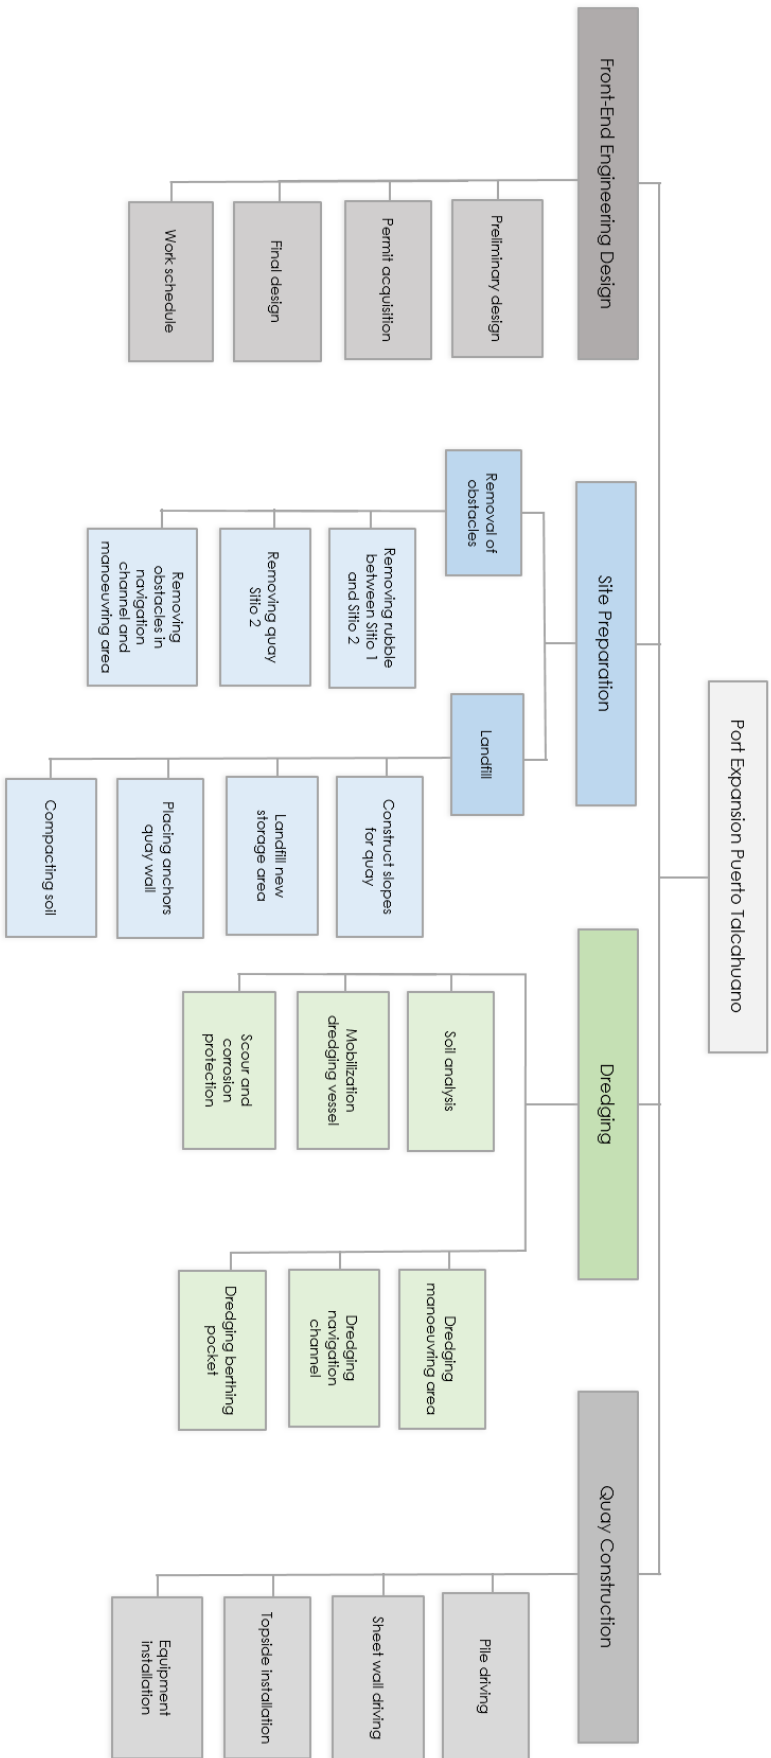 Port Expansion Puerto Talcahuano
Front-End Engineering Design
Preliminary design
Permit acquisition
Final design
Work schedule
Site Preparation
Removal of
obstacles
Removing rubble
between Sitio 1
and Sitio 2
Removing quay
Sitio 2
Removing
obstacles in
navigation
channel and
manoeuvring area
Landfill
Construct slopes
for quay
Landfill new
storage area
Placing anchors
quay wall
Compacting soil
Dredging
Soil analysis
Mobilization
dredging vessel
Scour and
corrosion
protection
Dredging
manoeuvring area
Dredging
navigation
channel
Dredging berthing
pocket
Quay Construction
Pile driving
Sheet wall driving
Topside installation
Equipment
installation